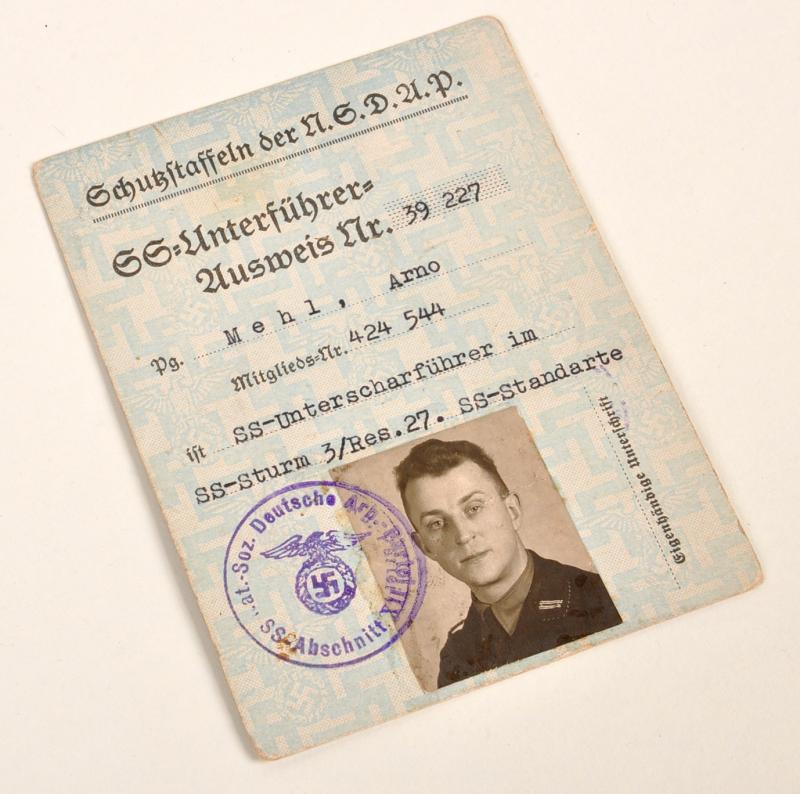 Schutzstaffeln der N.S.D.A.P.
SS-Unterführer-
Ausweis Nr. 39 227
Pg. Mehl, Arno
Mitglieds-Nr. 424 544
ist SS-Unterscharführer im
SS-Sturm 3/Res.27. SS-Standarte
Eigenhändige Unterschrift
Nat.-Soz. Deutsche Arb.-Partei
SS-Abschnitt